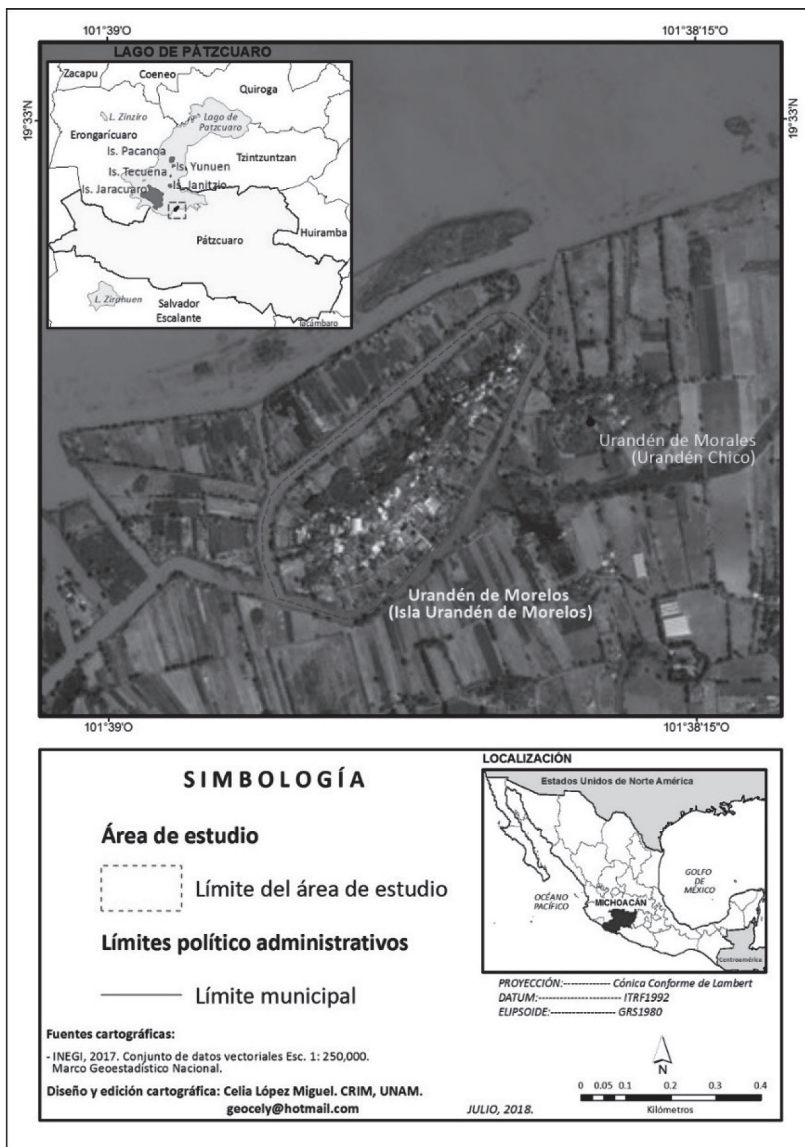 101°39'O
101°38'15"O
19°33'N
19°33'N
LAGO DE PÁTZCUARO
Zacapu
Coeneo
Quiroga
L. Zinziro
Lago de
Patzcuaro
Erongarícuaro
Is. Pacanoa
Is. Yunuen
Tzintzuntzan
Is. Tecuena
Is. Janitzio
Is. Jaracuaro
Huiramba
Pátzcuaro
L. Zirahuen
Salvador
Escalante
Tacámbaro
Urandén de Morales
(Urandén Chico)
Urandén de Morelos
(Isla Urandén de Morelos)
101°39'O
101°38'15"O
SIMBOLOGÍA
Área de estudio
Límite del área de estudio
Límites político administrativos
Límite municipal
Fuentes cartográficas:
- INEGI, 2017. Conjunto de datos vectoriales Esc. 1: 250,000.
Marco Geoestadístico Nacional.
Diseño y edición cartográfica: Celia López Miguel. CRIM, UNAM.
geocely@hotmail.com
JULIO, 2018.
LOCALIZACIÓN
Estados Unidos de Norte América
GOLFO
DE
MÉXICO
OCÉANO
PACÍFICO
MICHOACÁN
Centroamérica
PROYECCIÓN:------------- Cónica Conforme de Lambert
DATUM:---------------------- ITRF1992
ELIPSOIDE:----------------- GRS1980
N
0 0.05 0.1 0.2 0.3 0.4
Kilómetros